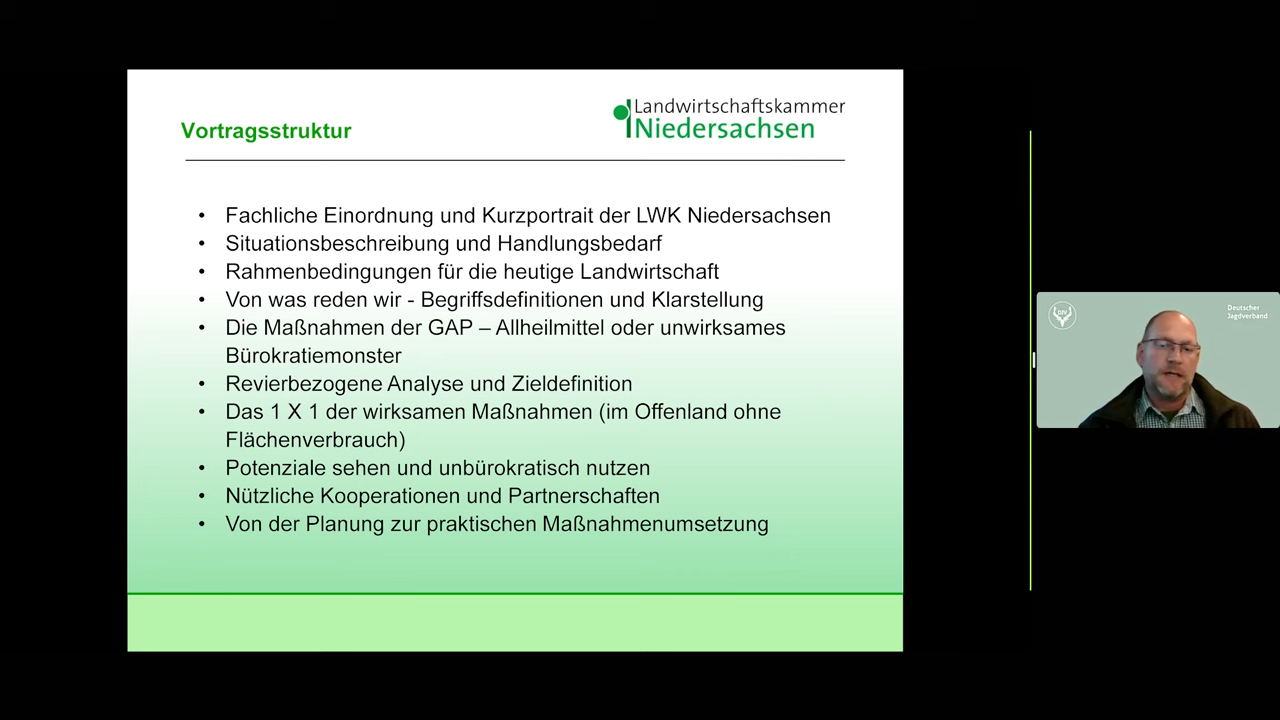 Vortragsstruktur
Landwirtschaftskammer
Niedersachsen
• Fachliche Einordnung und Kurzportrait der LWK Niedersachsen
• Situationsbeschreibung und Handlungsbedarf
• Rahmenbedingungen für die heutige Landwirtschaft
• Von was reden wir - Begriffsdefinitionen und Klarstellung
• Die Maßnahmen der GAP – Allheilmittel oder unwirksames
Bürokratiemonster
• Revierbezogene Analyse und Zieldefinition
• Das 1 X 1 der wirksamen Maßnahmen (im Offenland ohne
Flächenverbrauch)
• Potenziale sehen und unbürokratisch nutzen
• Nützliche Kooperationen und Partnerschaften
• Von der Planung zur praktischen Maßnahmenumsetzung
DJV
Deutscher
Jagdverband